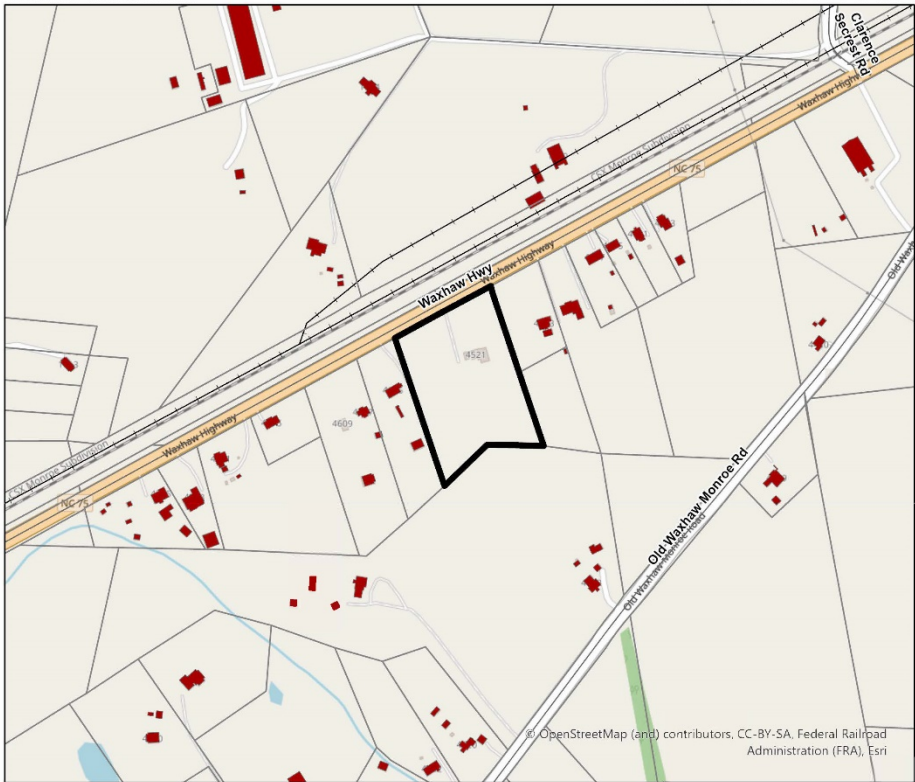 Clarence
Secrest Rd
Waxhaw Highway
CSX Monroe Subdivision
NC 75
Waxhaw Highway
Waxhaw Hwy
Old Waxh
4521
4609
Waxhaw Highway
CSX Monroe Subdivision
NC 75
Old Waxhaw Monroe Rd
Old Waxhaw Monroe Road
© OpenStreetMap (and) contributors, CC-BY-SA, Federal Railroad
Administration (FRA), Esri